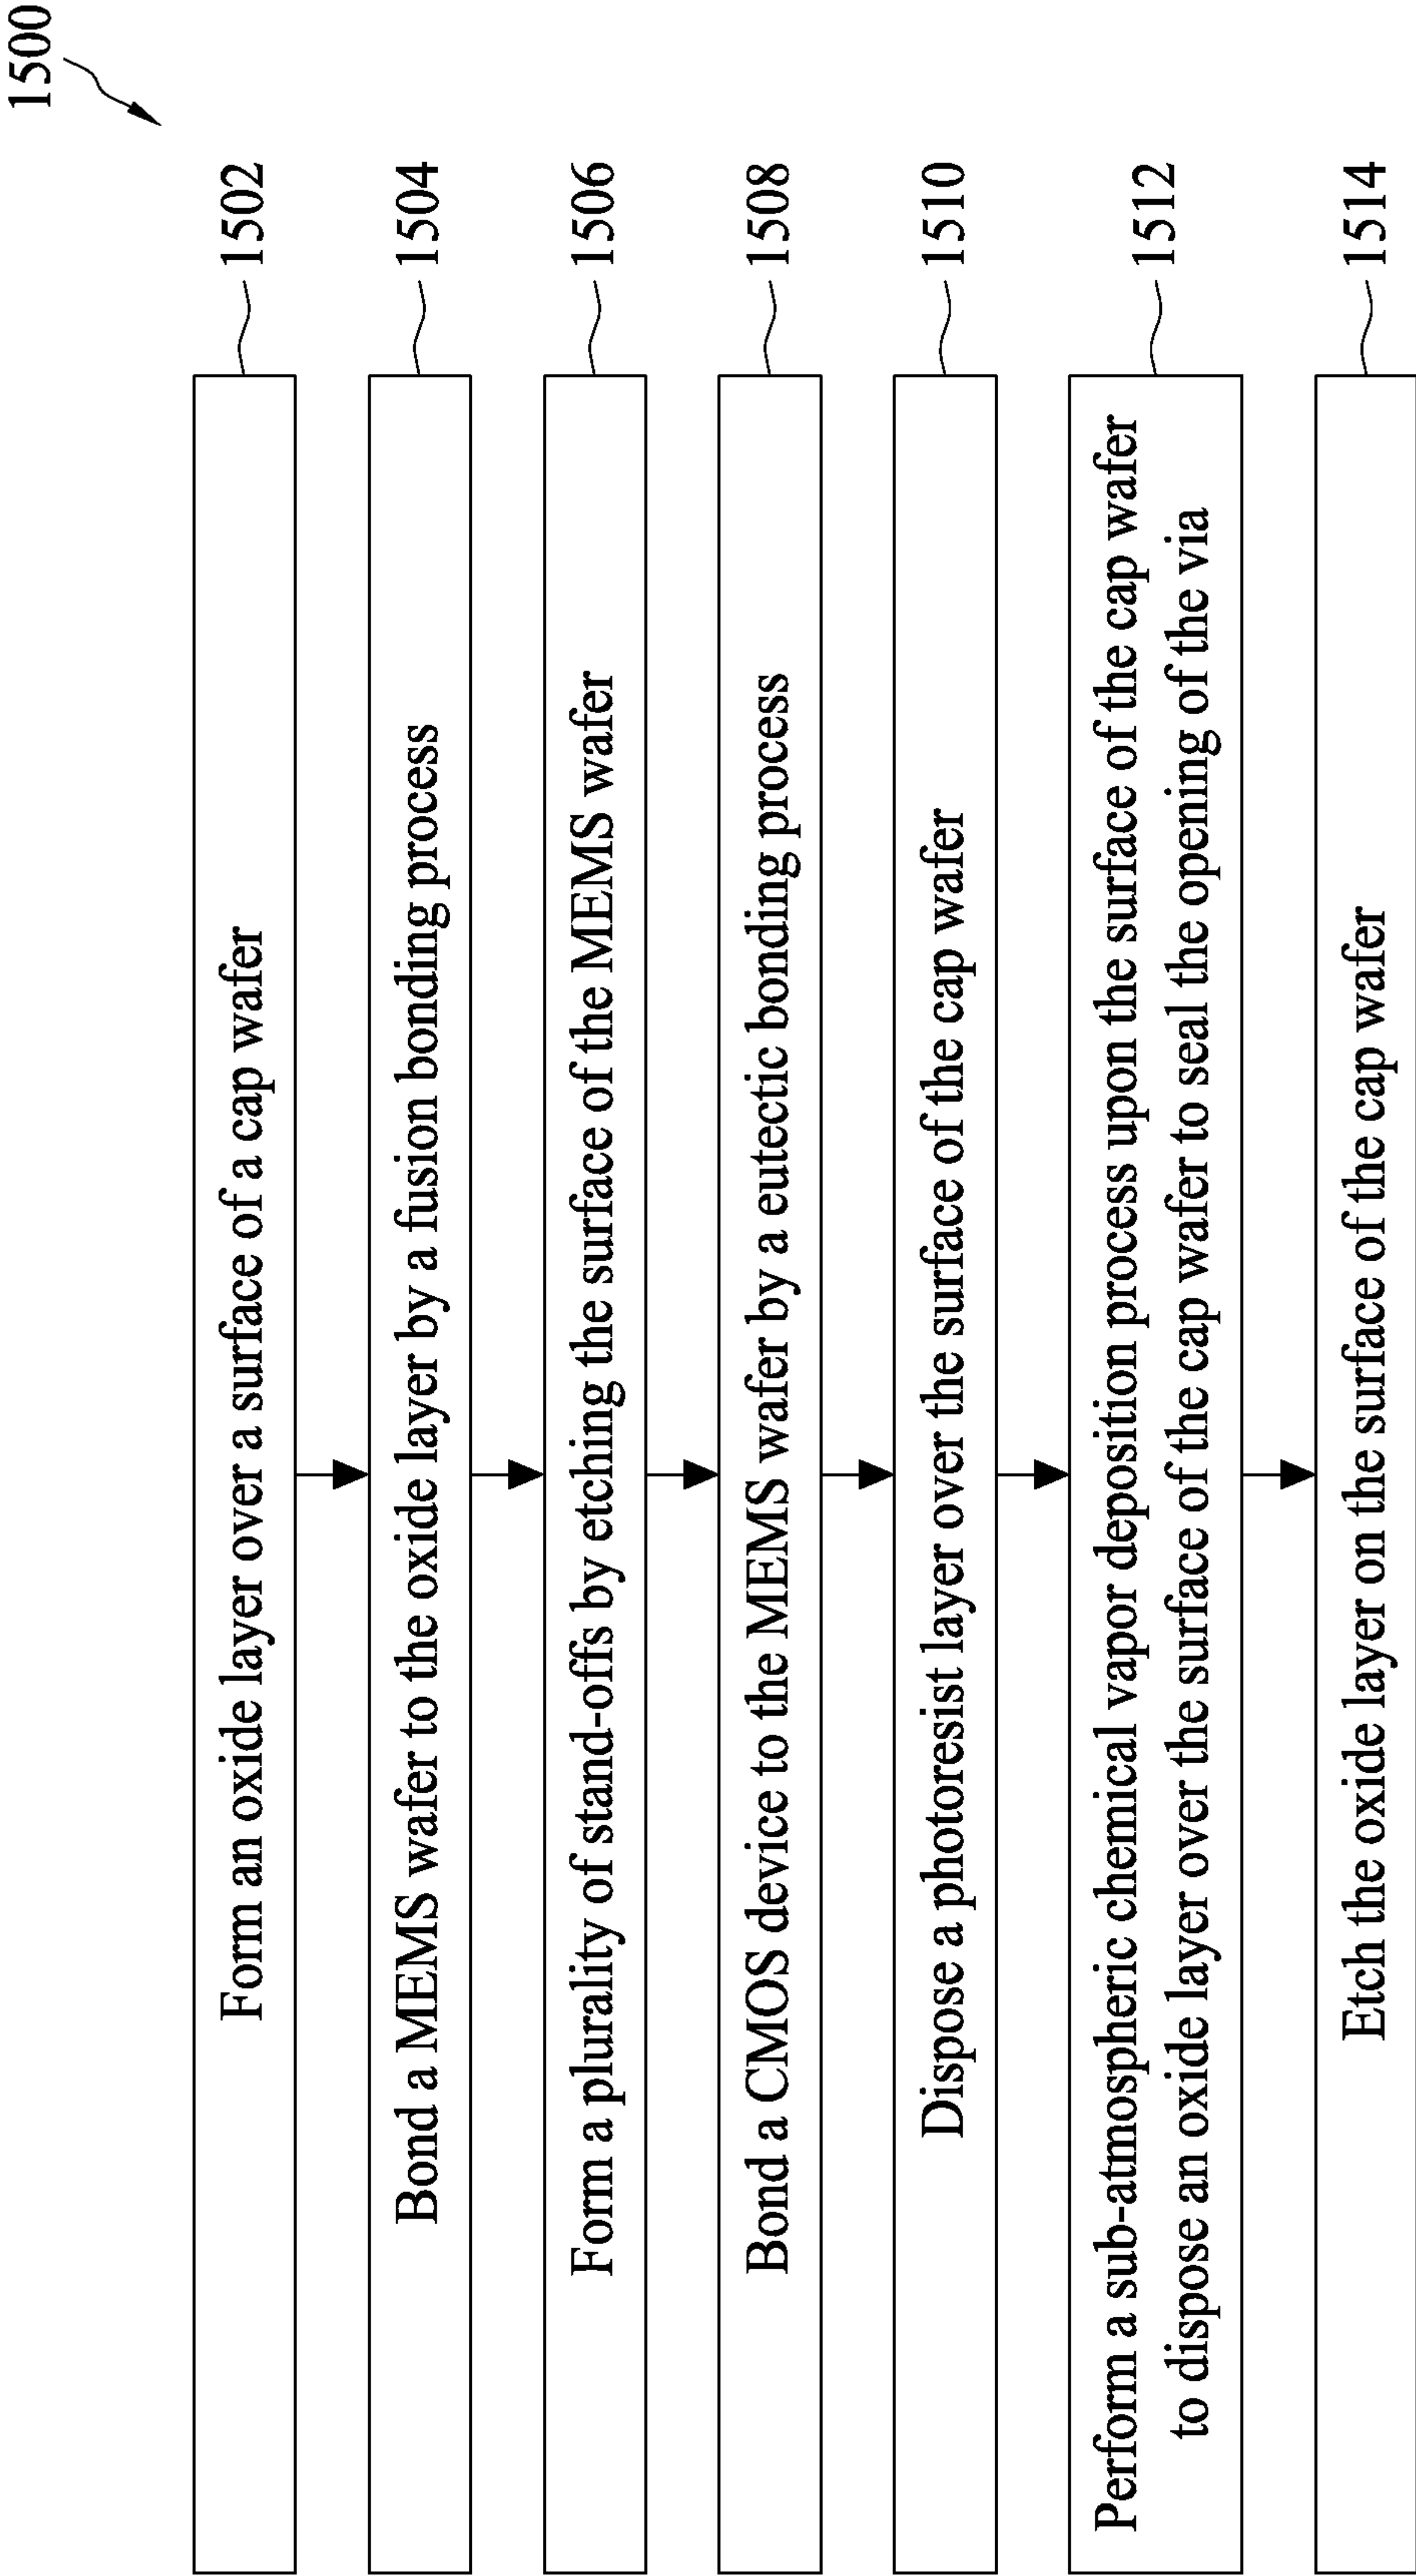 1500
Form an oxide layer over a surface of a cap wafer
1502
Bond a MEMS wafer to the oxide layer by a fusion bonding process
1504
Form a plurality of stand-offs by etching the surface of the MEMS wafer
1506
Bond a CMOS device to the MEMS wafer by a eutectic bonding process
1508
Dispose a photoresist layer over the surface of the cap wafer
1510
Perform a sub-atmospheric chemical vapor deposition process upon the surface of the cap wafer
to dispose an oxide layer over the surface of the cap wafer to seal the opening of the via
1512
Etch the oxide layer on the surface of the cap wafer
1514